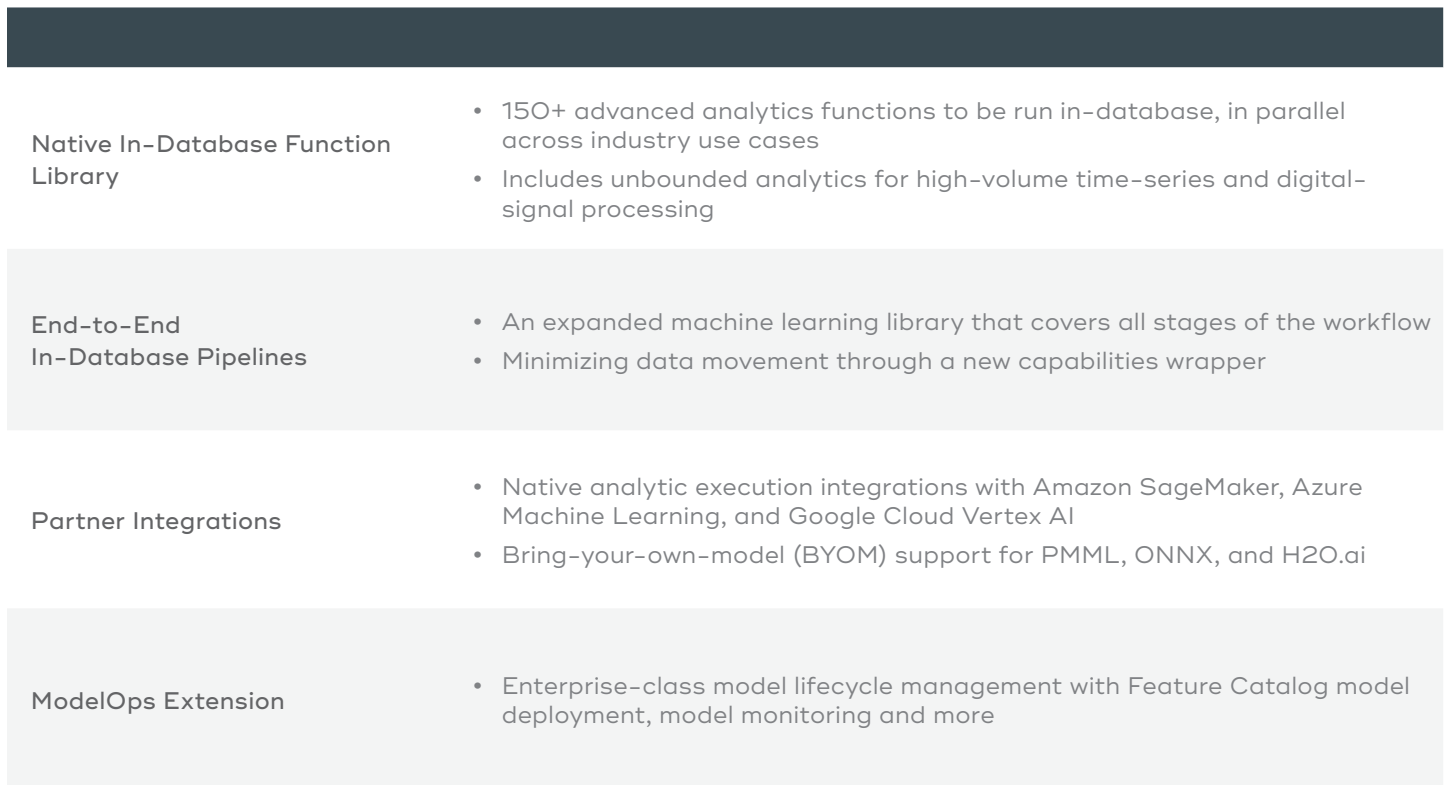 Native In-Database Function
Library
• 150+ advanced analytics functions to be run in-database, in parallel
across industry use cases
• Includes unbounded analytics for high-volume time-series and digital-
signal processing
End-to-End
In-Database Pipelines
• An expanded machine learning library that covers all stages of the workflow
• Minimizing data movement through a new capabilities wrapper
Partner Integrations
• Native analytic execution integrations with Amazon SageMaker, Azure
Machine Learning, and Google Cloud Vertex AI
• Bring-your-own-model (BYOM) support for PMML, ONNX, and H2O.ai
ModelOps Extension
• Enterprise-class model lifecycle management with Feature Catalog model
deployment, model monitoring and more